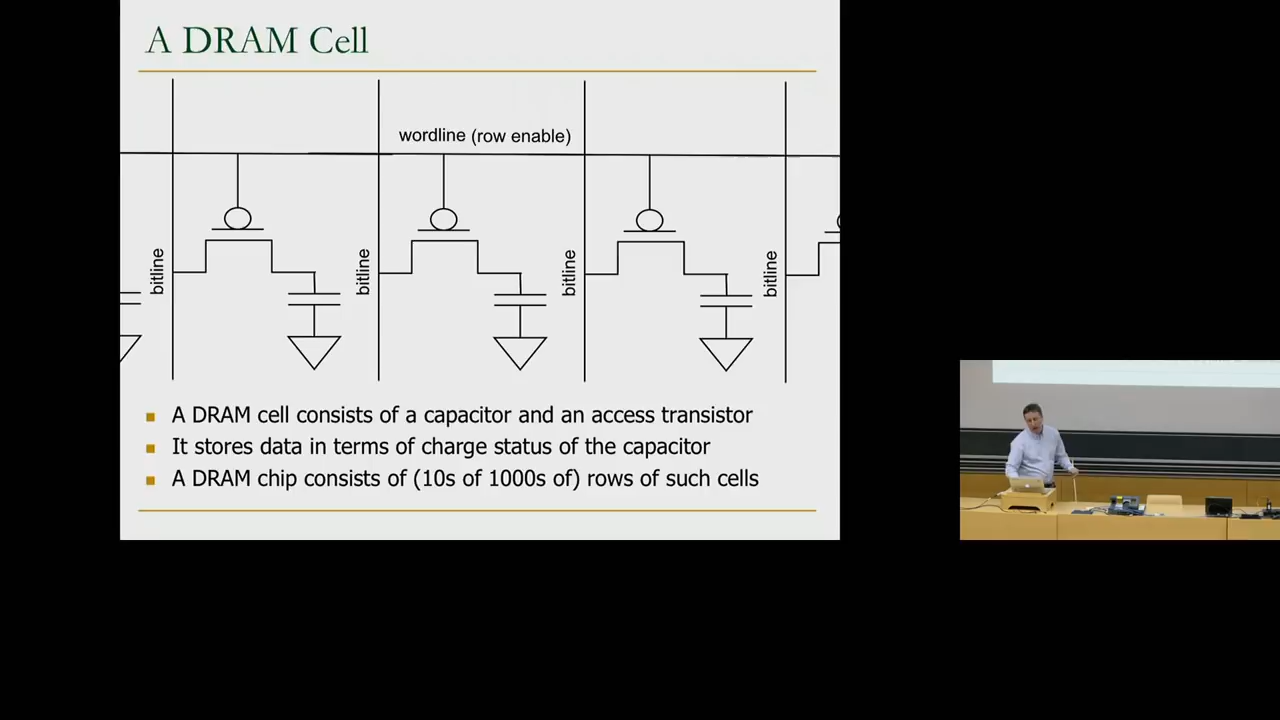 A DRAM Cell
wordline (row enable)
bitline
bitline
bitline
bitline
A DRAM cell consists of a capacitor and an access transistor
It stores data in terms of charge status of the capacitor
A DRAM chip consists of (10s of 1000s of) rows of such cells